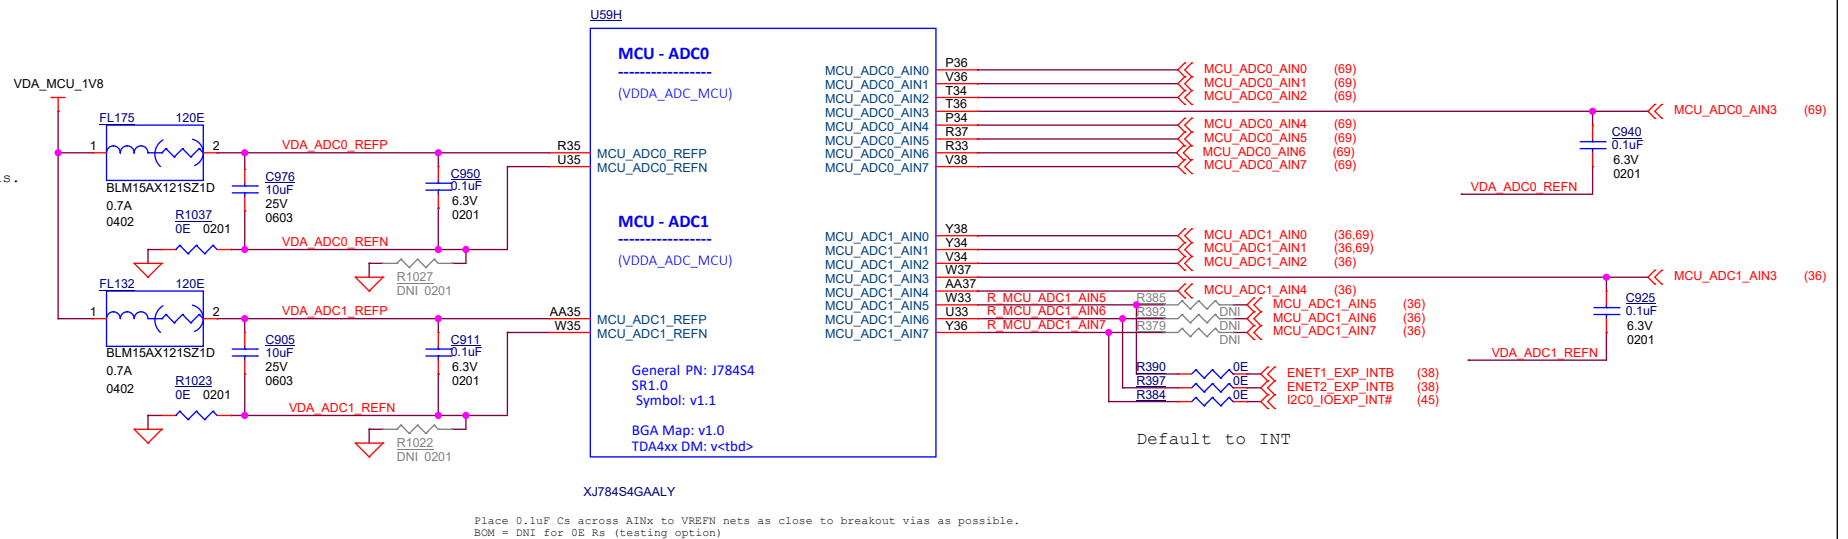 U59H
MCU - ADC0
----------------
(VDDA_ADC_MCU)
VDA_MCU_1V8
FL175 120E
1 2
BLM15AX121SZ1D
0.7A
0402
VDA_ADC0_REFP
C976
10uF
25V
0603
C950
0.1uF
6.3V
0201
R1037
0E 0201
VDA_ADC0_REFN
R1027
DNI 0201
s.
R35 MCU_ADC0_REFP
U35 MCU_ADC0_REFN
MCU_ADC0_AIN0 P36 MCU_ADC0_AIN0 (69)
MCU_ADC0_AIN1 V36 MCU_ADC0_AIN1 (69)
MCU_ADC0_AIN2 T34 MCU_ADC0_AIN2 (69)
MCU_ADC0_AIN3 T36 MCU_ADC0_AIN3 (69)
MCU_ADC0_AIN4 P34 MCU_ADC0_AIN4 (69)
MCU_ADC0_AIN5 R37 MCU_ADC0_AIN5 (69)
MCU_ADC0_AIN6 R33 MCU_ADC0_AIN6 (69)
MCU_ADC0_AIN7 V38 MCU_ADC0_AIN7 (69)
C940
0.1uF
6.3V
0201
VDA_ADC0_REFN
MCU - ADC1
----------------
(VDDA_ADC_MCU)
FL132 120E
1 2
BLM15AX121SZ1D
0.7A
0402
VDA_ADC1_REFP
C905
10uF
25V
0603
C911
0.1uF
6.3V
0201
R1023
0E 0201
VDA_ADC1_REFN
R1022
DNI 0201
AA35 MCU_ADC1_REFP
W35 MCU_ADC1_REFN
MCU_ADC1_AIN0 Y38 MCU_ADC1_AIN0 (36,69)
MCU_ADC1_AIN1 Y34 MCU_ADC1_AIN1 (36,69)
MCU_ADC1_AIN2 V34 MCU_ADC1_AIN2 (36)
MCU_ADC1_AIN3 W37 MCU_ADC1_AIN3 (36)
MCU_ADC1_AIN4 AA37 MCU_ADC1_AIN4 (36)
MCU_ADC1_AIN5 W33 R_MCU_ADC1_AIN5 R385 DNI MCU_ADC1_AIN5 (36)
MCU_ADC1_AIN6 U33 R_MCU_ADC1_AIN6 R392 DNI MCU_ADC1_AIN6 (36)
MCU_ADC1_AIN7 Y36 R_MCU_ADC1_AIN7 R379 DNI MCU_ADC1_AIN7 (36)
C925
0.1uF
6.3V
0201
VDA_ADC1_REFN
R390 0E ENET1_EXP_INTB (38)
R397 0E ENET2_EXP_INTB (38)
R384 0E I2C0_IOEXP_INT# (45)
Default to INT
General PN: J784S4
SR1.0
Symbol: v1.1
BGA Map: v1.0
TDA4xx DM: v<tbd>
XJ784S4GAALY
Place 0.1uF Cs across AINx to VREFN nets as close to breakout vias as possible.
BOM = DNI for 0E Rs (testing option)